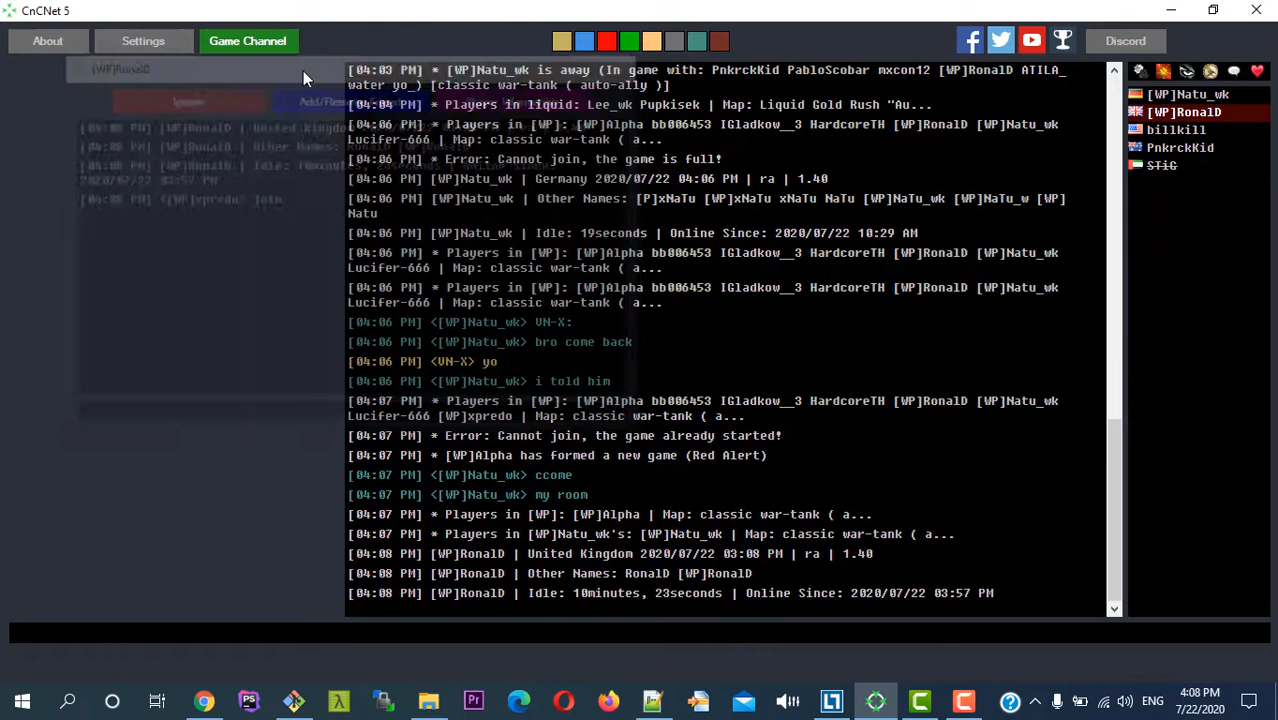 CnCNet 5
About
Settings
Game Channel
Discord
[WP]RonalD
Ignore
[04:03 PM] * [WP]Natu_wk is away (In game with: PnkrckKid PabloScobar mxcon12 [WP]RonalD ATILA_
water yo_) [classic war-tank ( auto-ally )]
[04:04 PM] * Players in liquid: Lee_wk Pupkisek | Map: Liquid Gold Rush "Au...
[04:06 PM] * Players in [WP]: [WP]Alpha bb006453 IGladkow__3 HardcoreTH [WP]RonalD [WP]Natu_wk
Lucifer-666 | Map: classic war-tank ( a...
[04:06 PM] * Error: Cannot join, the game is full!
[04:06 PM] [WP]Natu_wk | Germany 2020/07/22 04:06 PM | ra | 1.40
[04:06 PM] [WP]Natu_wk | Other Names: [P]xNaTu [WP]xNaTu xNaTu NaTu [WP]NaTu_wk [WP]NaTu_w [WP]
Natu
[04:06 PM] [WP]Natu_wk | Idle: 19seconds | Online Since: 2020/07/22 10:29 AM
[04:06 PM] * Players in [WP]: [WP]Alpha bb006453 IGladkow__3 HardcoreTH [WP]RonalD [WP]Natu_wk
Lucifer-666 | Map: classic war-tank ( a...
[04:06 PM] * Players in [WP]: [WP]Alpha bb006453 IGladkow__3 HardcoreTH [WP]RonalD [WP]Natu_wk
Lucifer-666 | Map: classic war-tank ( a...
[04:06 PM] <[WP]Natu_wk> VN-X:
[04:06 PM] <[WP]Natu_wk> bro come back
[04:06 PM] <VN-X> yo
[04:06 PM] <[WP]Natu_wk> i told him
[04:07 PM] * Players in [WP]: [WP]Alpha bb006453 IGladkow__3 HardcoreTH [WP]RonalD [WP]Natu_wk
Lucifer-666 [WP]xpredo | Map: classic war-tank ( a...
[04:07 PM] * Error: Cannot join, the game already started!
[04:07 PM] * [WP]Alpha has formed a new game (Red Alert)
[04:07 PM] <[WP]Natu_wk> ccome
[04:07 PM] <[WP]Natu_wk> my room
[04:07 PM] * Players in [WP]: [WP]Alpha | Map: classic war-tank ( a...
[04:07 PM] * Players in [WP]Natu_wk's: [WP]Natu_wk | Map: classic war-tank ( a...
[04:08 PM] [WP]RonalD | United Kingdom 2020/07/22 03:08 PM | ra | 1.40
[04:08 PM] [WP]RonalD | Other Names: RonalD [WP]RonalD
[04:08 PM] [WP]RonalD | Idle: 10minutes, 23seconds | Online Since: 2020/07/22 03:57 PM
[WP]Natu_wk
[WP]RonalD
billkill
PnkrckKid
STiG
ENG
4:08 PM
7/22/2020